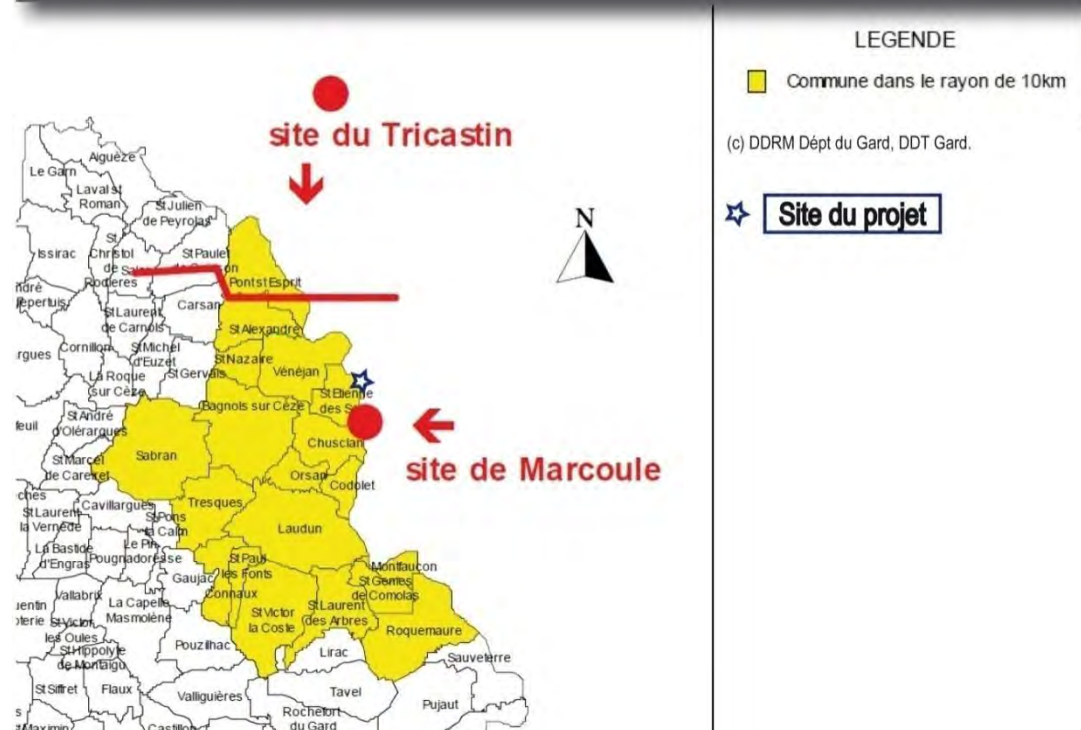 site du Tricastin
Aiguèze
Le Garn
Laval st
Roman
St Julien
de Peyrolas
Issirac
St
Christol
de
Rodières
St Paulet
Pont st Esprit
Carsan
St Laurent
de Carnols
St Alexandre
Cornillon
St Michel
d'Euzet
St Gervais
St Nazaire
Vénéjan
La Roque
sur Cèze
St Etienne
des
Bagnols sur Cèze
St André
d'Olérargues
Chusclan
Sabran
St Marcel
de Careiret
Orsan
Codolet
site de Marcoule
Cavillargues
Tresques
St Laurent
la Vernède
St Pons
la Calm
Laudun
La Bastide
d'Engras
Pougnadoresse
Le Pin
Gaujac
St Paul
les Fonts
Connaux
Montfaucon
St Genies
de Comolas
Vallabrix
La Capelle
Masmolène
St Victor
la Coste
St Laurent
des Arbres
Roquemaure
St Victor
les Oules
St Hippolyte
de Montaigu
Pouzilhac
Lirac
Sauveterre
St Siffret
Flaux
Valliguières
Tavel
Pujaut
Rochefort
du Gard
N
LEGENDE
Commune dans le rayon de 10km
(c) DDRM Dépt du Gard, DDT Gard.
Site du projet